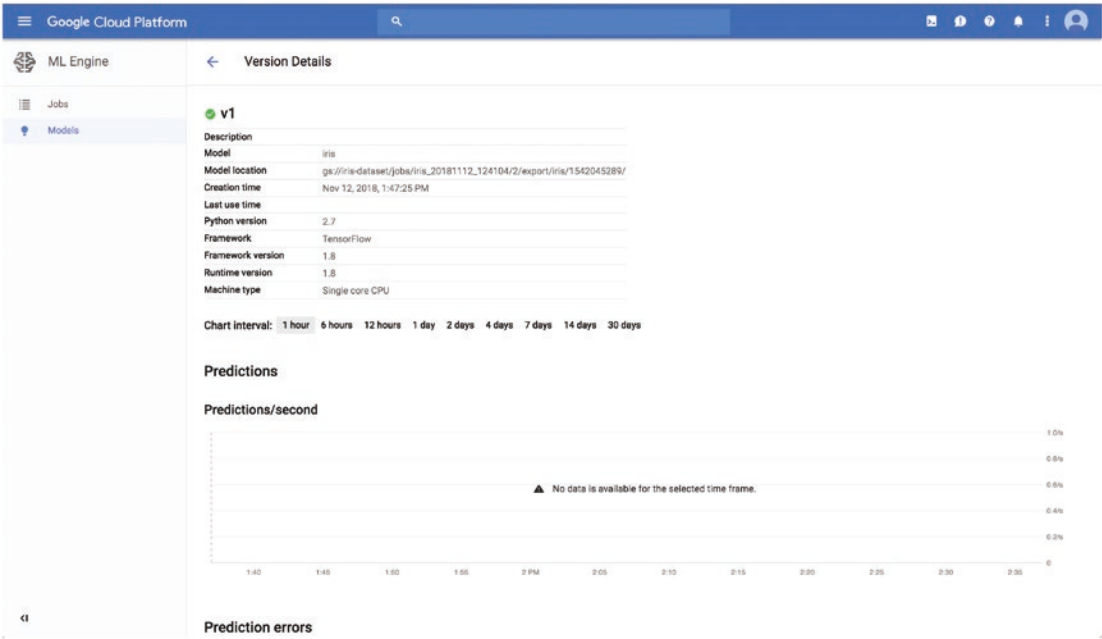 Google Cloud Platform
ML Engine
Version Details
Jobs
Models
v1
Description
Model iris
Model location gs://iris-dataset/jobs/iris_20181112_124104/2/export/iris/1542045289/
Creation time Nov 12, 2018, 1:47:25 PM
Last use time
Python version 2.7
Framework TensorFlow
Framework version 1.8
Runtime version 1.8
Machine type Single core CPU
Chart interval: 1 hour 6 hours 12 hours 1 day 2 days 4 days 7 days 14 days 30 days
Predictions
Predictions/second
1.0/s
0.8/s
No data is available for the selected time frame.
0.6/s
0.4/s
0.2/s
0
1:40 1:45 1:50 1:55 2 PM 2:05 2:10 2:15 2:20 2:25 2:30 2:35
Prediction errors